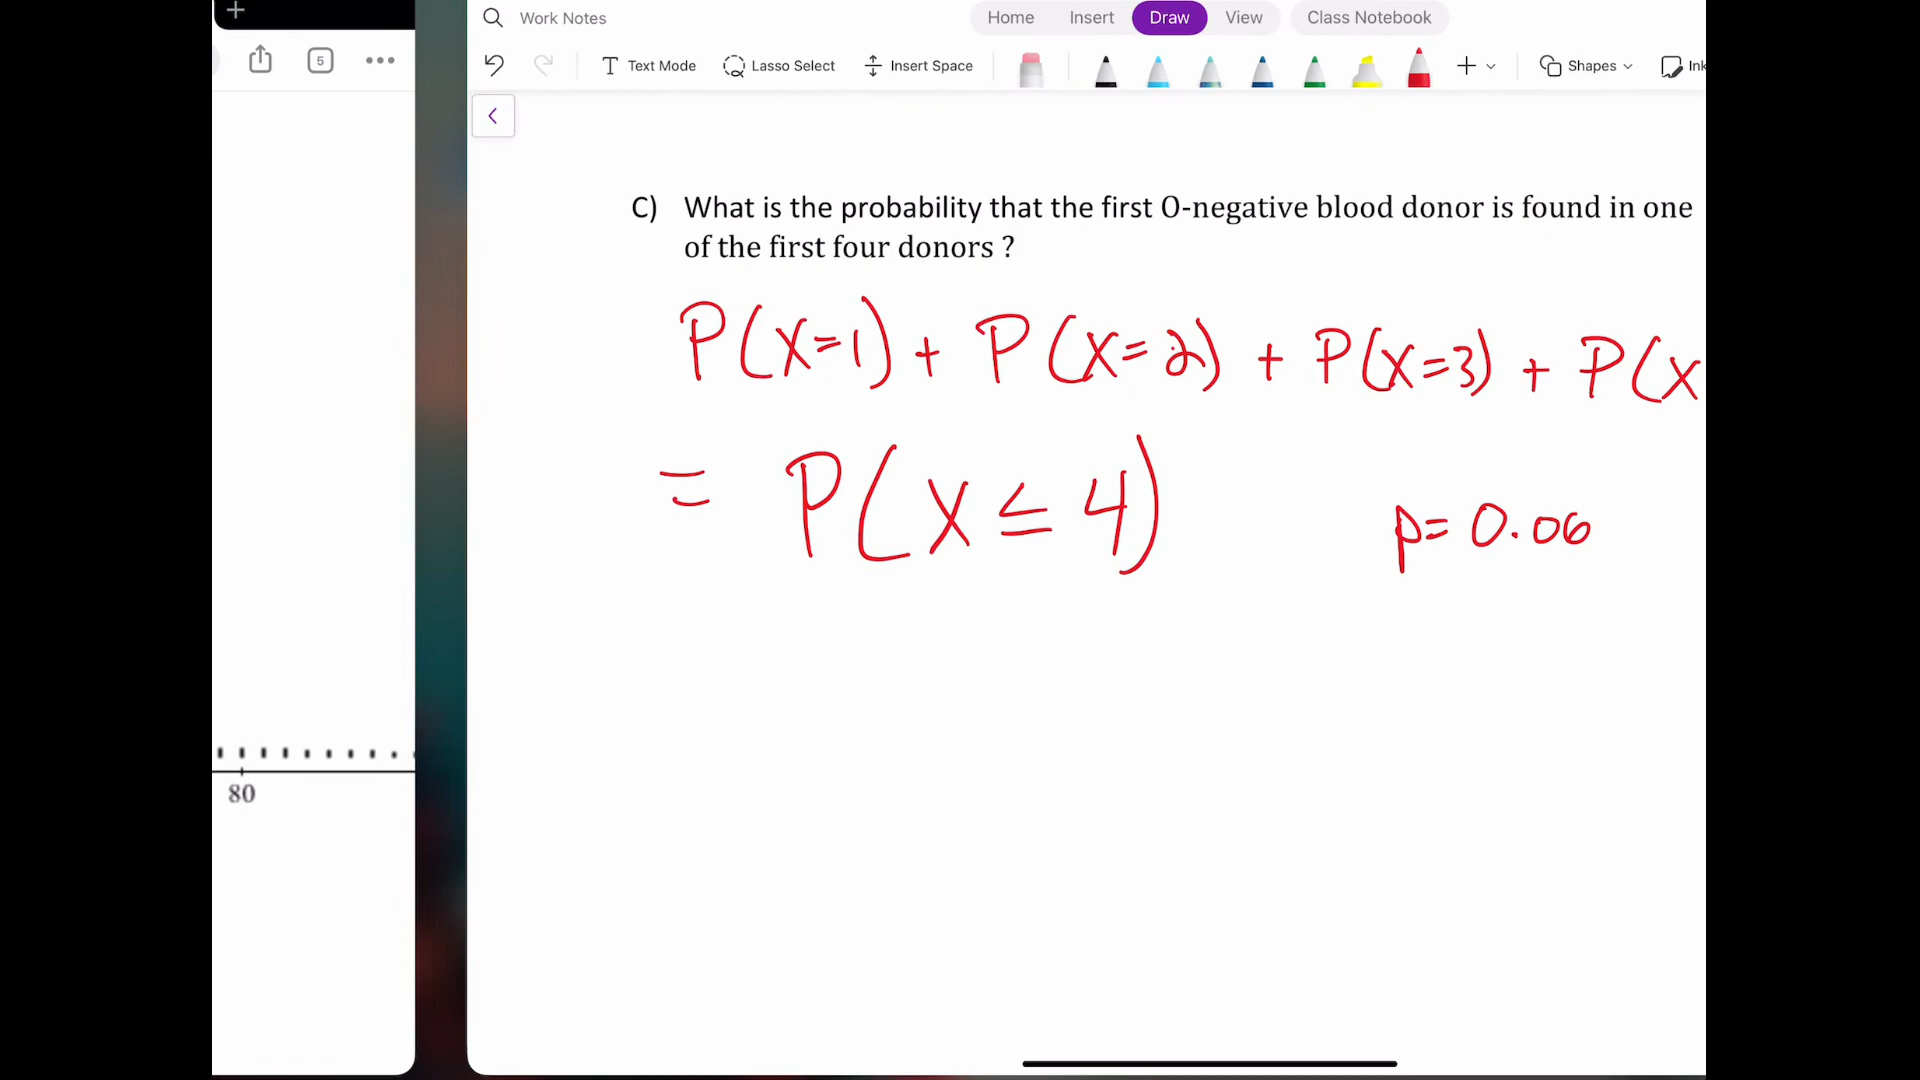 Work Notes
Home Insert Draw View Class Notebook
5
Text Mode Lasso Select Insert Space Shapes Ink
C) What is the probability that the first O-negative blood donor is found in one
of the first four donors ?
P(X=1) + P(X=2) + P(X=3) + P(X
= P(X ≤ 4)
p= 0.06
80